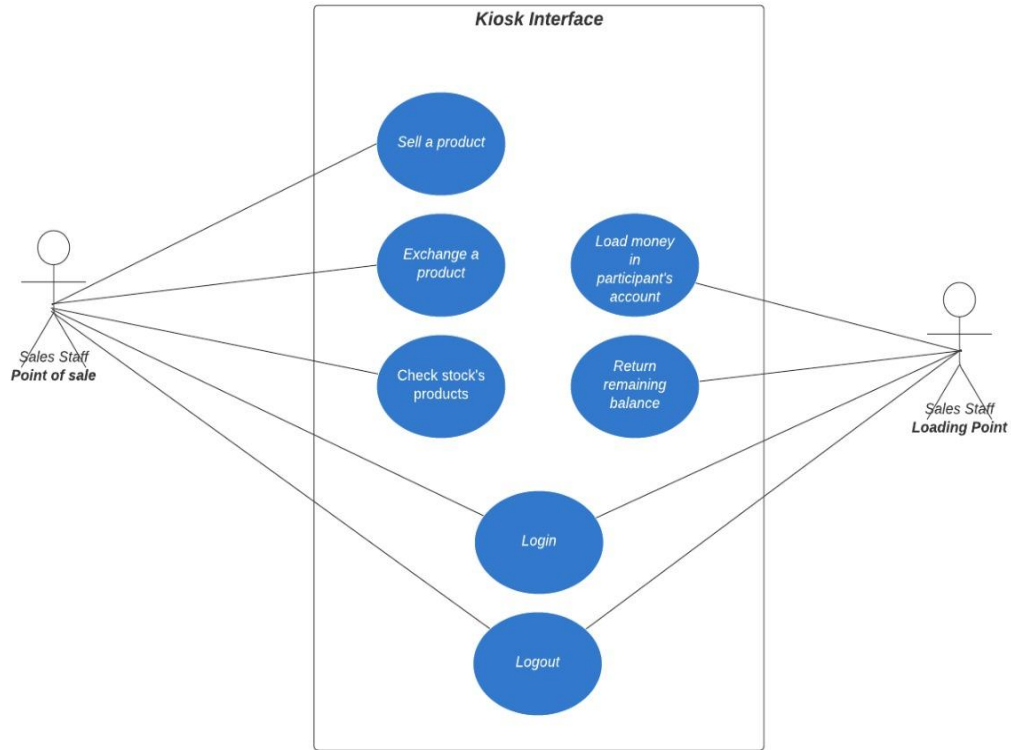 Kiosk Interface
Sell a product
Exchange a
product
Load money
in
participant's
account
Sales Staff
Point of sale
Check stock's
products
Return
remaining
balance
Sales Staff
Loading Point
Login
Logout